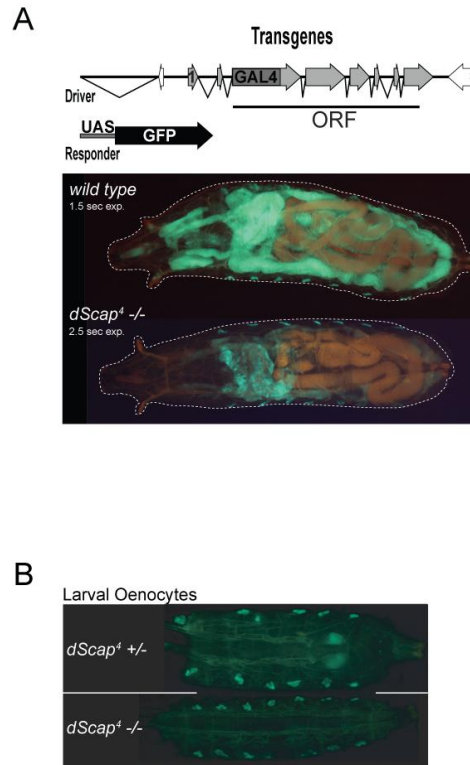 A
Transgenes
1
GAL4
Driver
ORF
UAS
GFP
Responder
wild type
1.5 sec exp.
dScap⁴ -/-
2.5 sec exp.
B
Larval Oenocytes
dScap⁴ +/-
dScap⁴ -/-